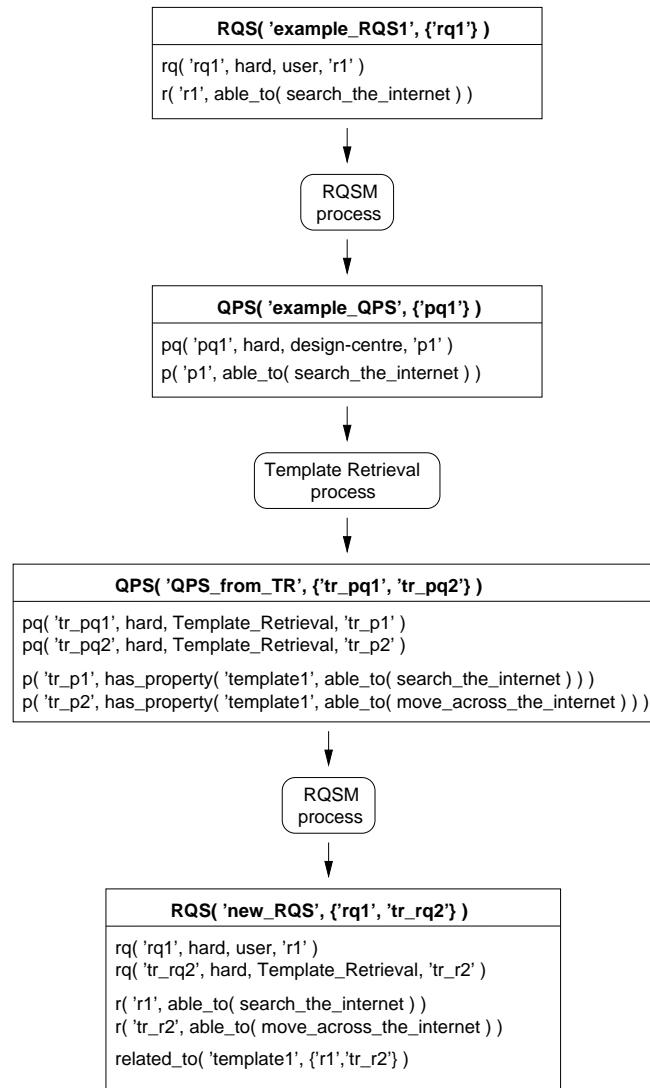 RQS( ’example_RQS1’, {’rq1’} )
rq( ’rq1’, hard, user, ’r1’ )
r( ’r1’, able_to( search_the_internet ) )
RQSM
process
QPS( ’example_QPS’, {’pq1’} )
pq( ’pq1’, hard, design-centre, ’p1’ )
p( ’p1’, able_to( search_the_internet ) )
Template Retrieval
process
QPS( ’QPS_from_TR’, {’tr_pq1’, ’tr_pq2’} )
pq( ’tr_pq1’, hard, Template_Retrieval, ’tr_p1’ )
pq( ’tr_pq2’, hard, Template_Retrieval, ’tr_p2’ )
p( ’tr_p1’, has_property( ’template1’, able_to( search_the_internet ) ) )
p( ’tr_p2’, has_property( ’template1’, able_to( move_across_the_internet ) ) )
RQSM
process
RQS( ’new_RQS’, {’rq1’, ’tr_rq2’} )
rq( ’rq1’, hard, user, ’r1’ )
rq( ’tr_rq2’, hard, Template_Retrieval, ’tr_r2’ )
r( ’r1’, able_to( search_the_internet ) )
r( ’tr_r2’, able_to( move_across_the_internet ) )
related_to( ’template1’, {’r1’,’tr_r2’} )